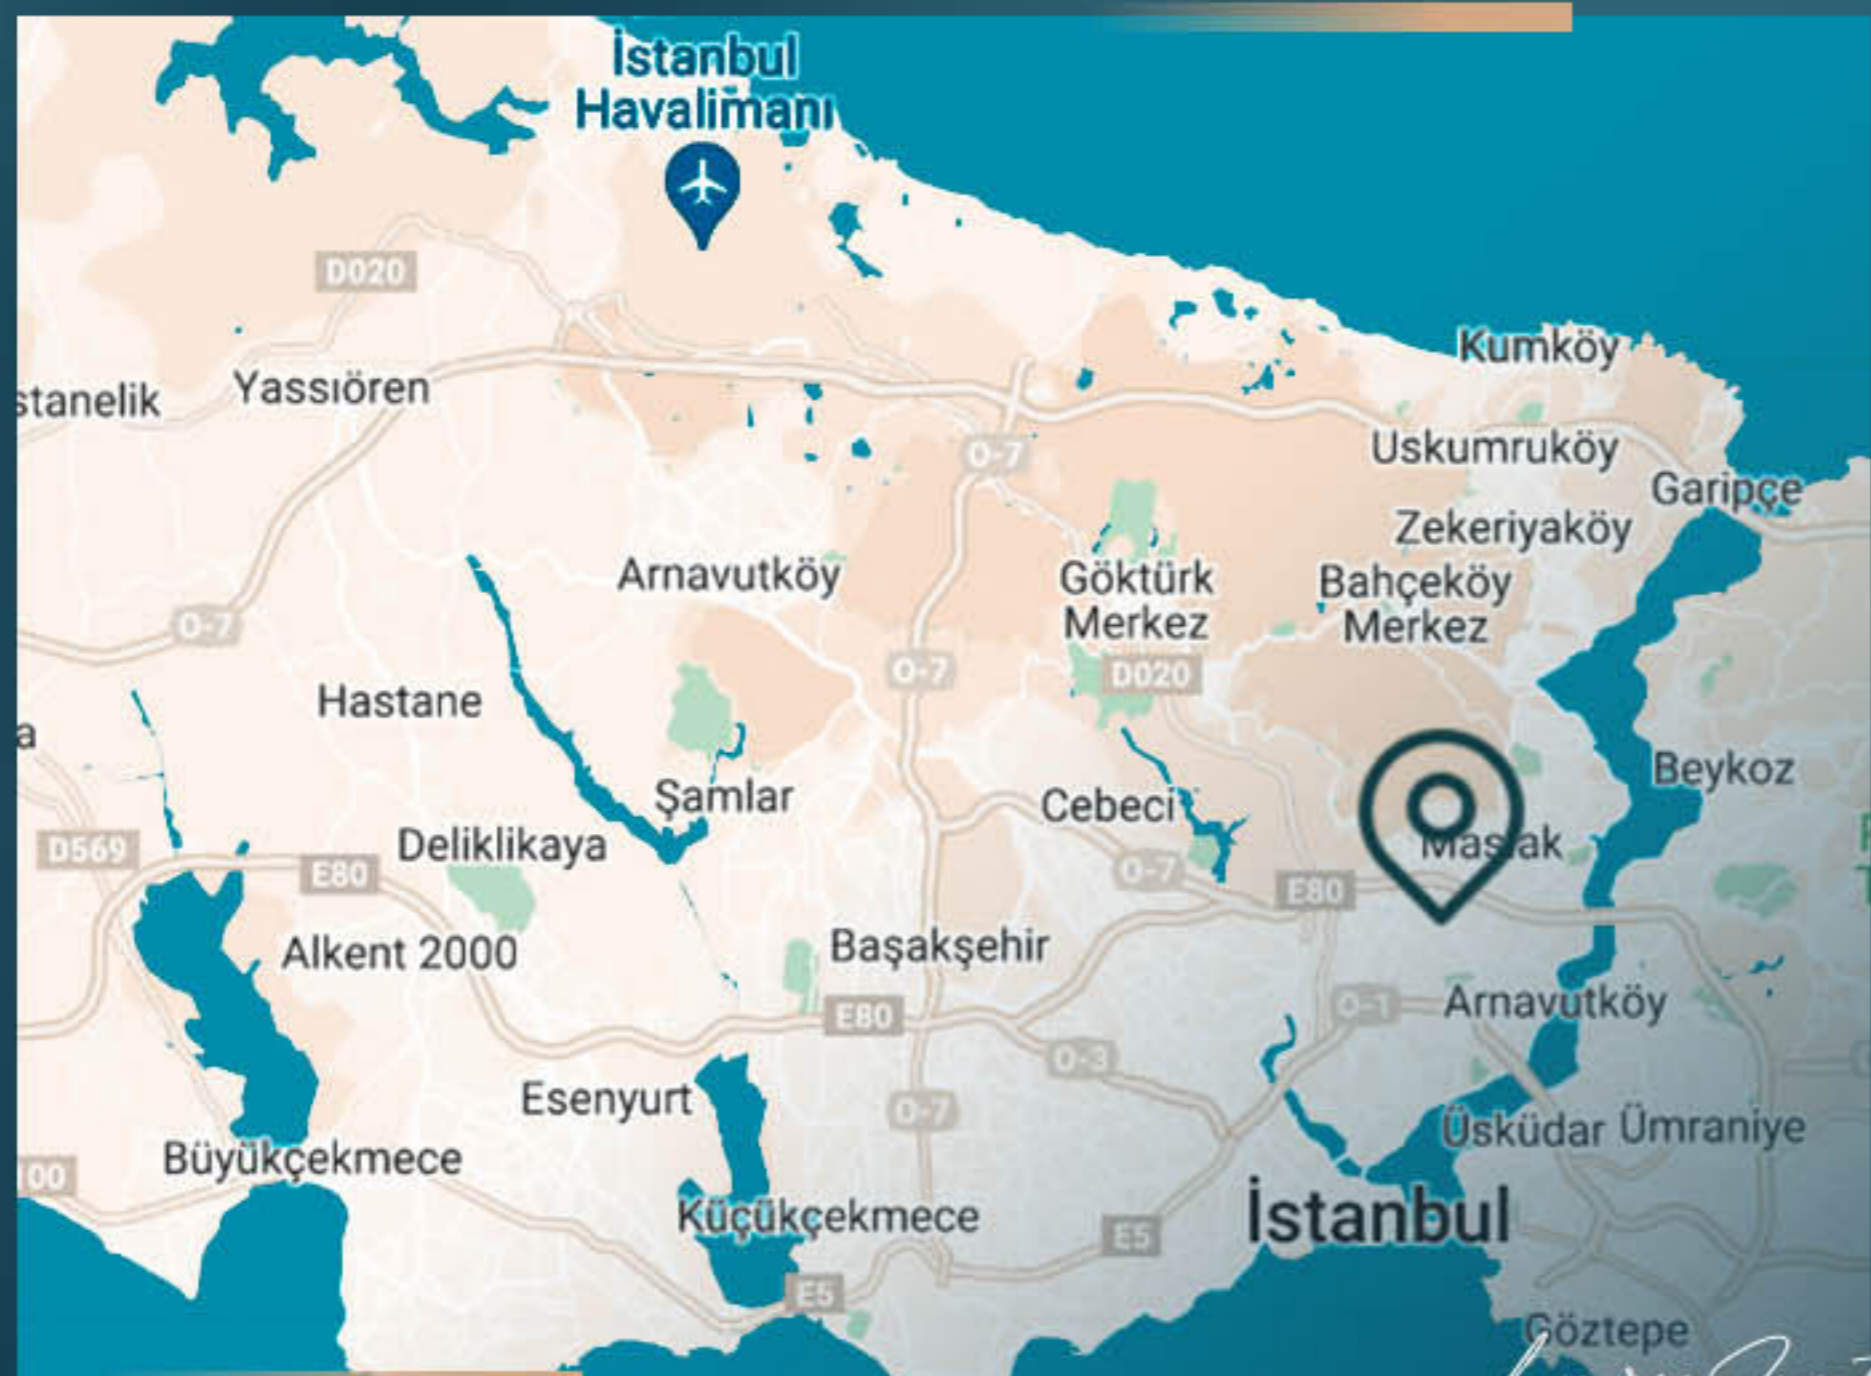 İstanbul
Havalimanı
D020
Kumköy
stanelik
Yassıören
Uskumruköy
O-7
Garipçe
Zekeriyaköy
Arnavutköy
Göktürk
Merkez
Bahçeköy
Merkez
O-7
O-7
D020
Hastane
a
Beykoz
Şamlar
Cebeci
Maslak
D569
Deliklikaya
E80
O-7
E80
Alkent 2000
Başakşehir
O-1
Arnavutköy
E80
O-3
Esenyurt
O-7
Üsküdar
Ümraniye
Büyükçekmece
00
Küçükçekmece
İstanbul
E5
E5
Göztepe